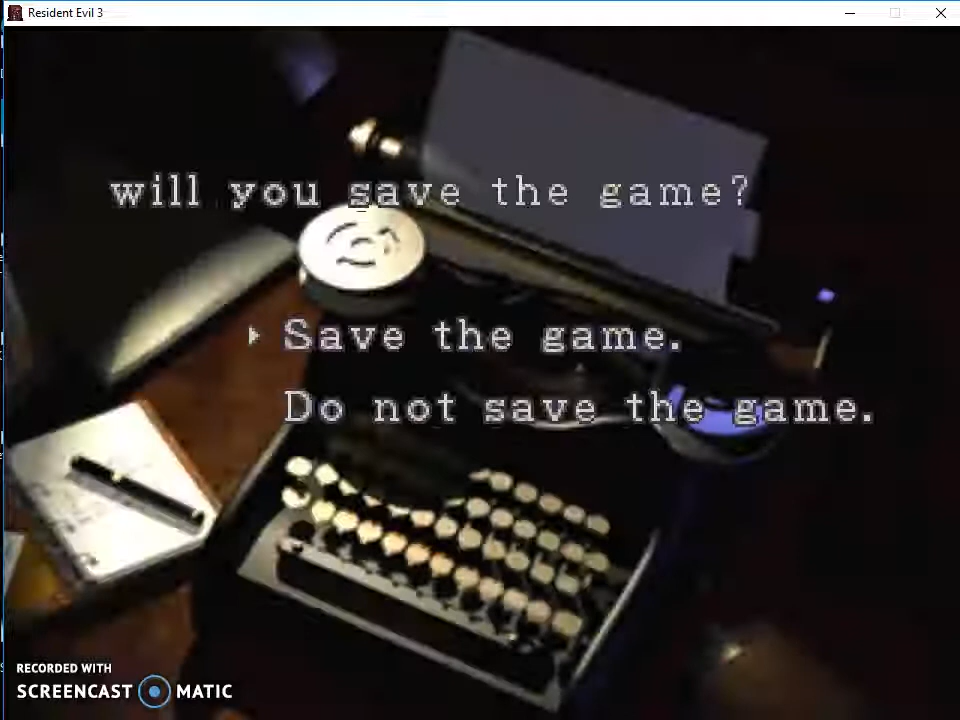 Resident Evil 3
will you save the game?
Save the game.
Do not save the game.
RECORDED WITH
SCREENCAST MATIC